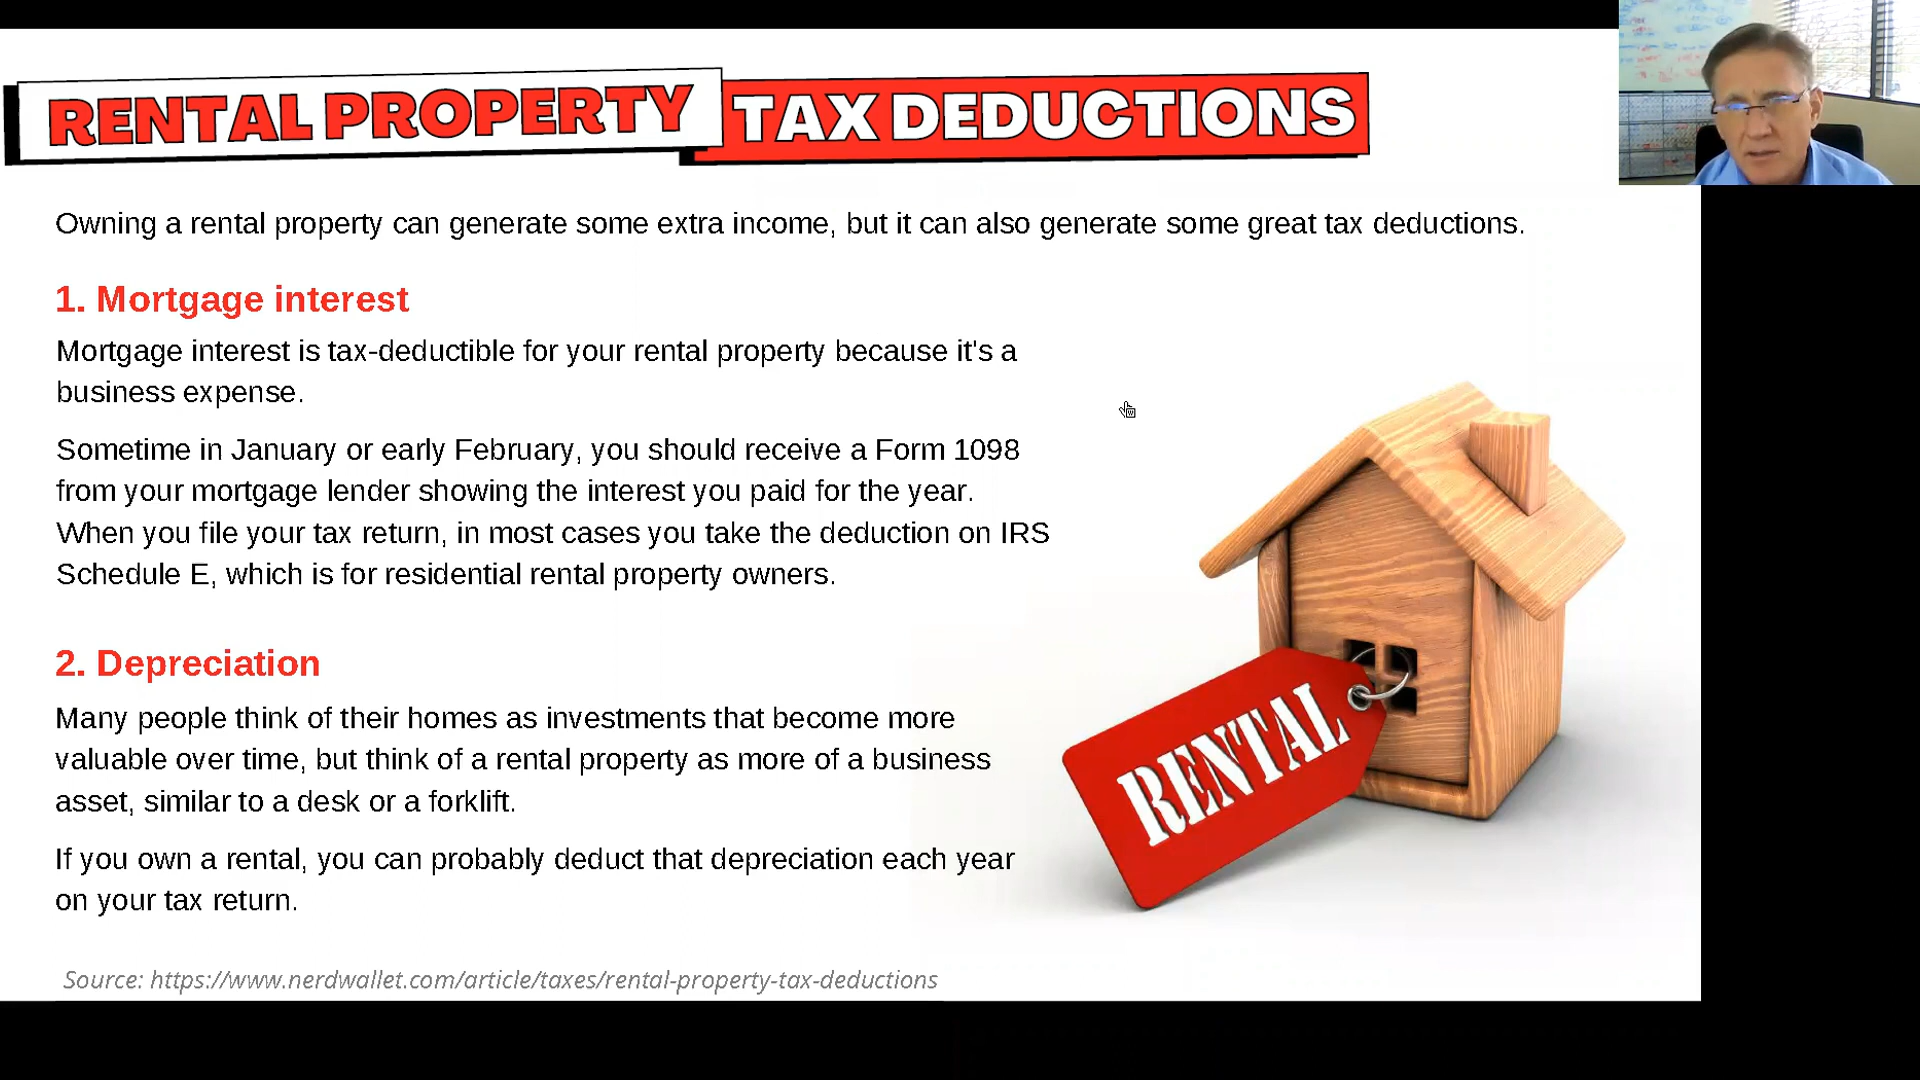 RENTAL PROPERTY TAX DEDUCTIONS
Owning a rental property can generate some extra income, but it can also generate some great tax deductions.
1. Mortgage interest
Mortgage interest is tax-deductible for your rental property because it's a
business expense.
Sometime in January or early February, you should receive a Form 1098
from your mortgage lender showing the interest you paid for the year.
When you file your tax return, in most cases you take the deduction on IRS
Schedule E, which is for residential rental property owners.
2. Depreciation
Many people think of their homes as investments that become more
valuable over time, but think of a rental property as more of a business
asset, similar to a desk or a forklift.
If you own a rental, you can probably deduct that depreciation each year
on your tax return.
RENTAL
Source: https://www.nerdwallet.com/article/taxes/rental-property-tax-deductions